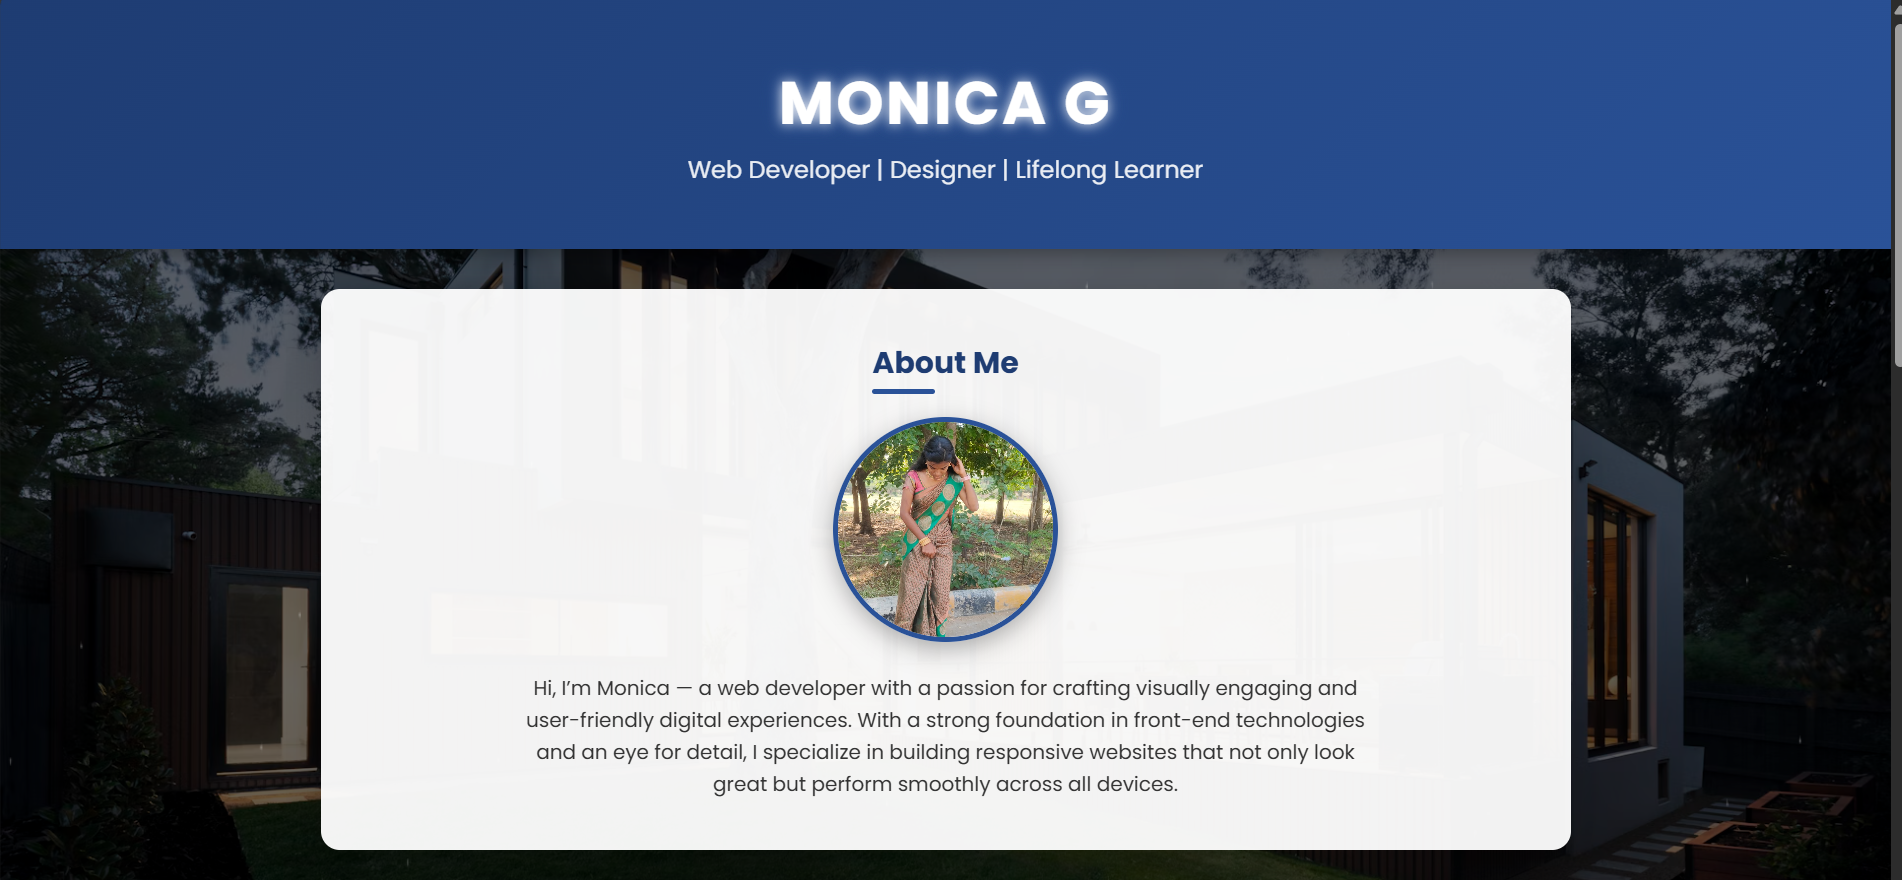 MONICA G
Web Developer | Designer | Lifelong Learner
About Me
Hi, I’m Monica — a web developer with a passion for crafting visually engaging and
user-friendly digital experiences. With a strong foundation in front-end technologies
and an eye for detail, I specialize in building responsive websites that not only look
great but perform smoothly across all devices.